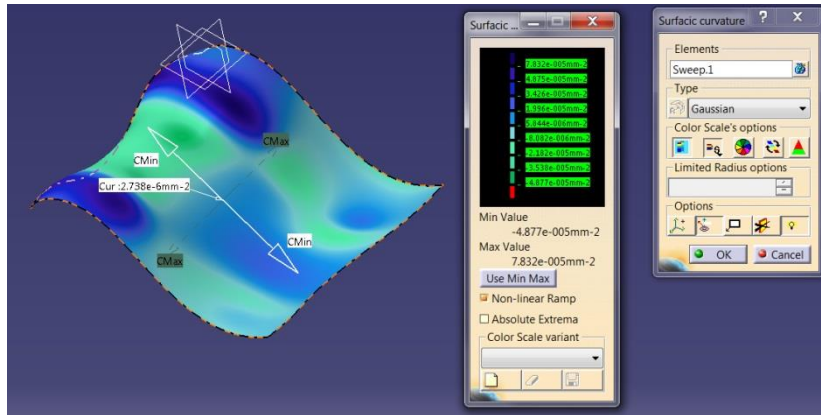 CMax
CMin
Cur :2.738e-6mm-2
CMin
CMax
Surfacic ...
7.832e-005mm-2
4.875e-005mm-2
3.426e-005mm-2
1.996e-005mm-2
5.844e-006mm-2
-8.082e-006mm-2
-2.182e-005mm-2
-3.538e-005mm-2
-4.877e-005mm-2
Min Value
-4.877e-005mm-2
Max Value
7.832e-005mm-2
Use Min Max
Non-linear Ramp
Absolute Extrema
Color Scale variant
Surfacic curvature ? X
Elements
Sweep.1
Type
Gaussian
Color Scale's options
Limited Radius options
Options
OK Cancel